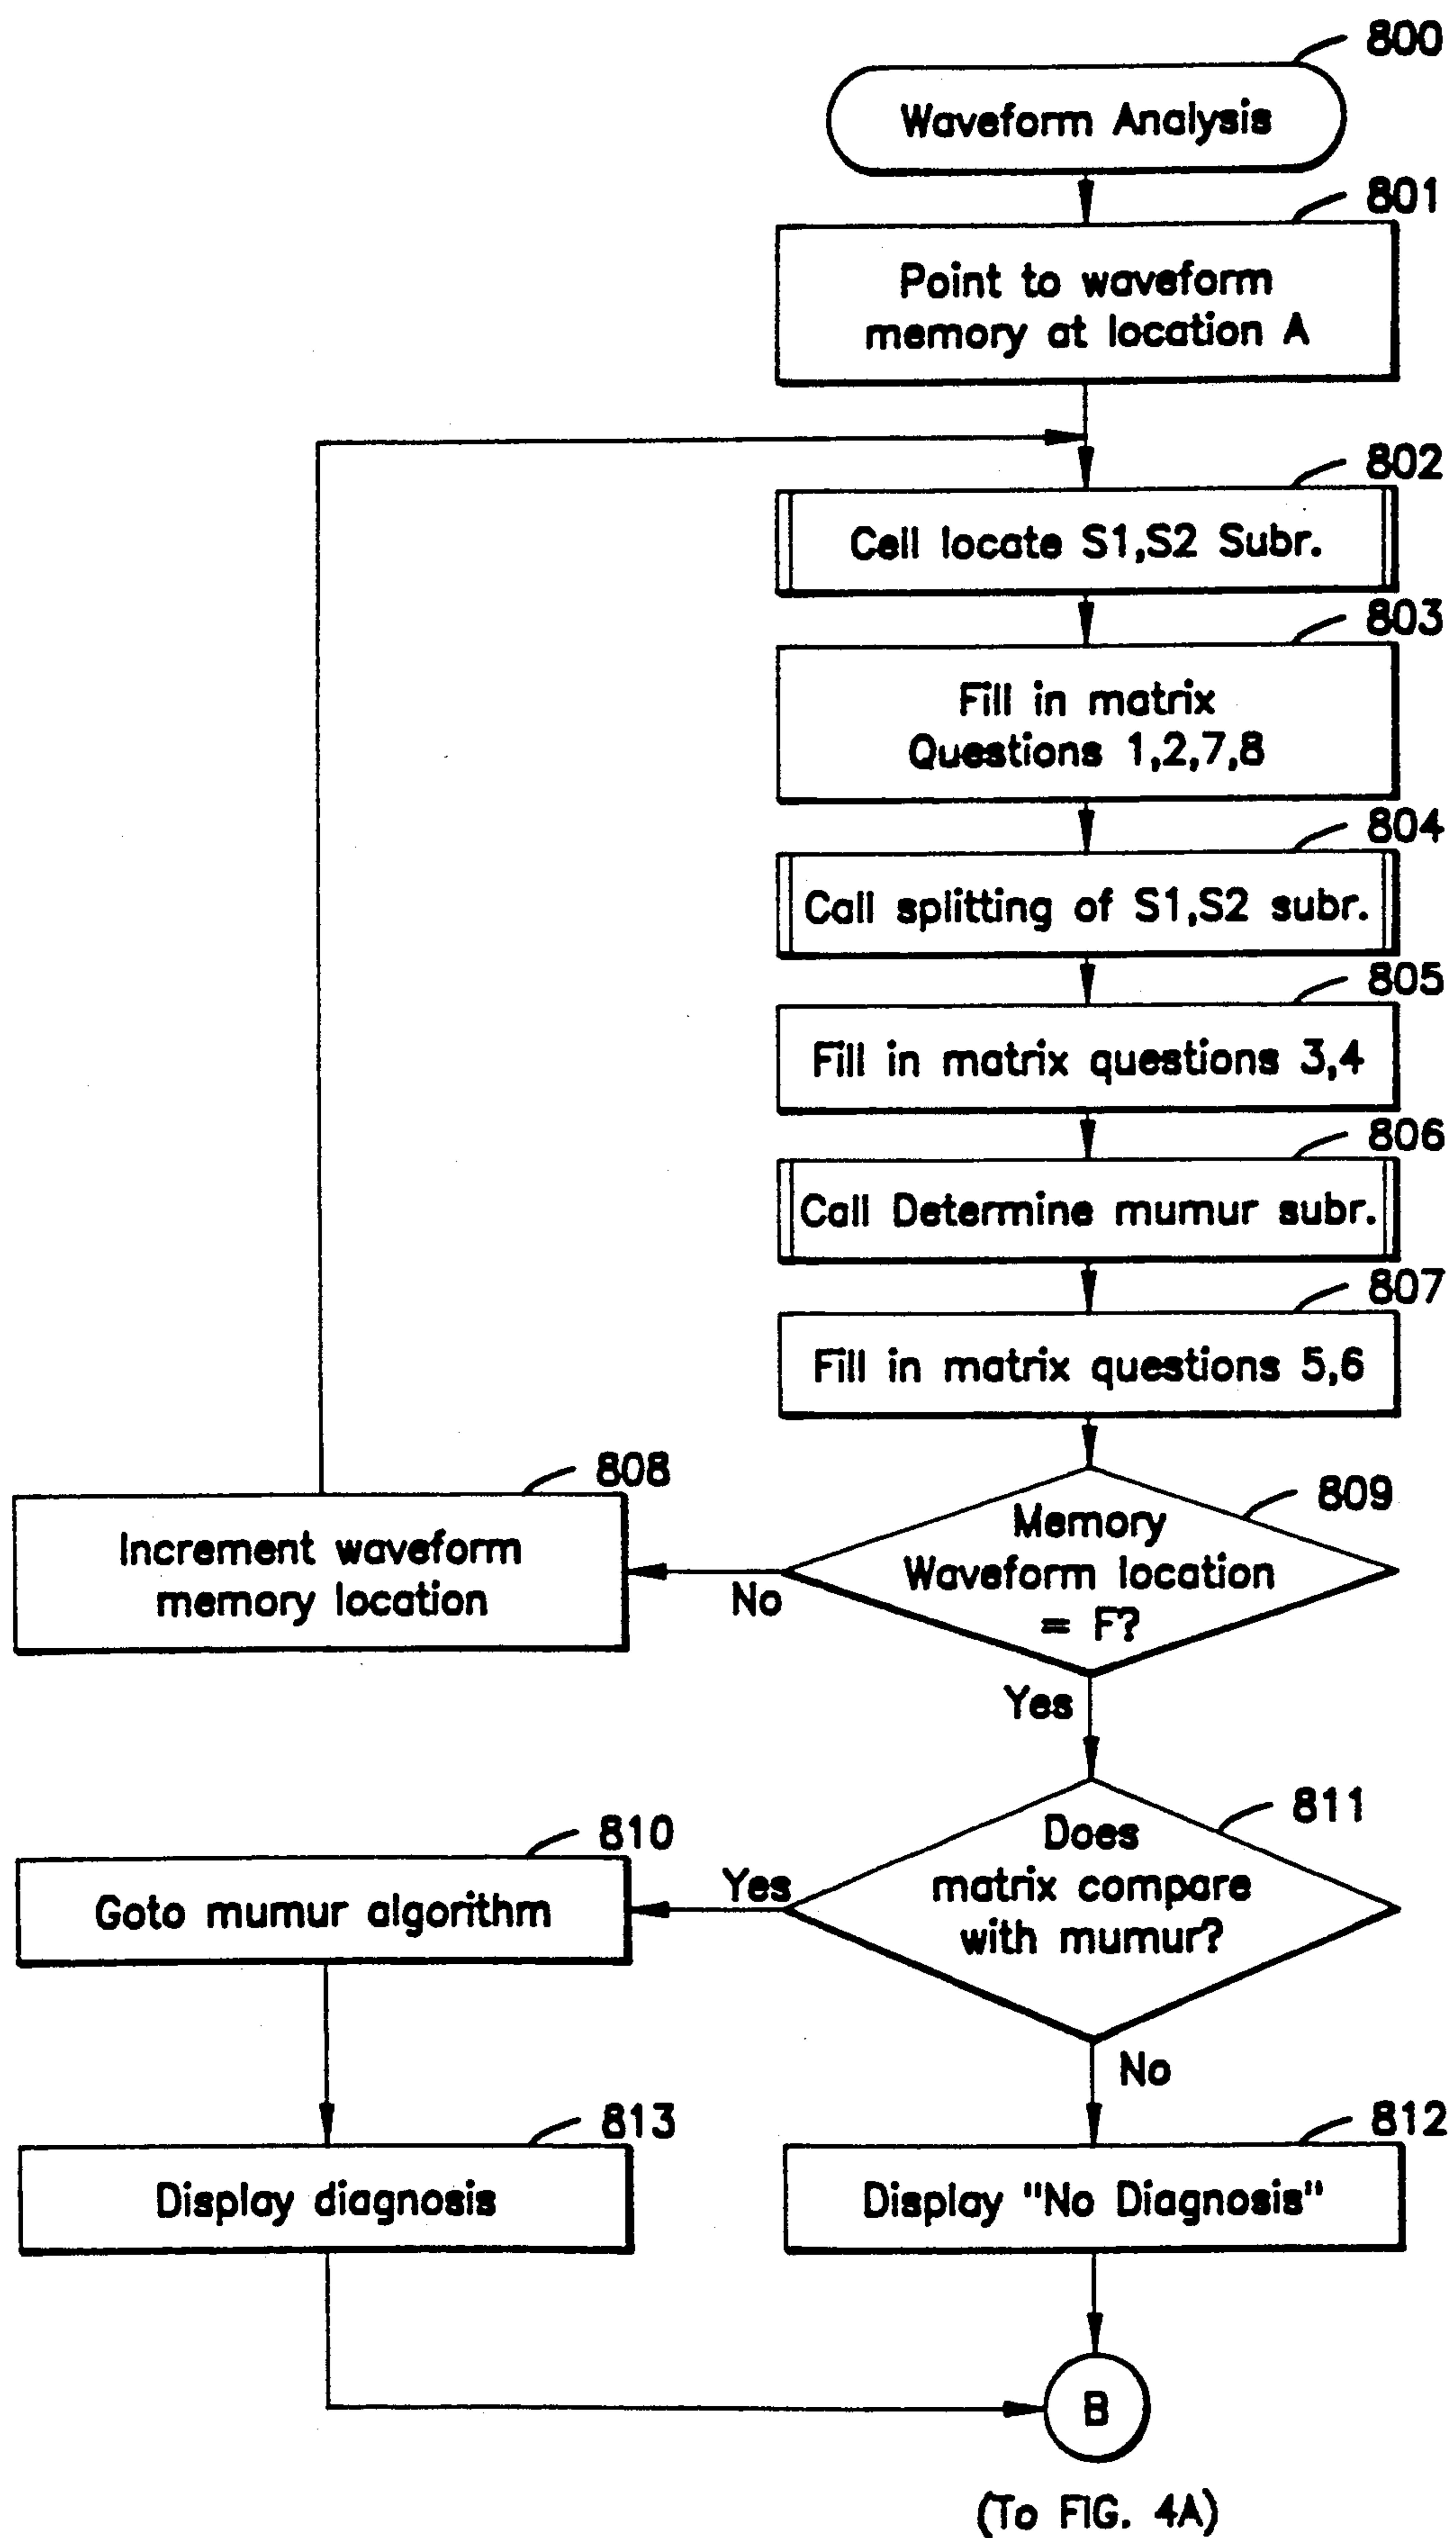 800
Waveform Analysis
801
Point to waveform
memory at location A
802
Cell locate S1,S2 Subr.
803
Fill in matrix
Questions 1,2,7,8
804
Call splitting of S1,S2 subr.
805
Fill in matrix questions 3,4
806
Call Determine mumur subr.
807
Fill in matrix questions 5,6
808
Increment waveform
memory location
809
Memory
Waveform location
= F?
No
Yes
810
Goto mumur algorithm
811
Does
matrix compare
with mumur?
Yes
No
813
Display diagnosis
812
Display "No Diagnosis"
B
(To FIG. 4A)